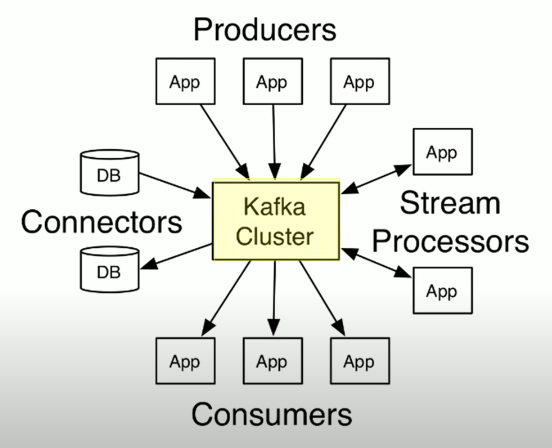 Producers
App
App
App
DB
App
Connectors
Kafka
Cluster
Stream
Processors
DB
App
App
App
App
Consumers